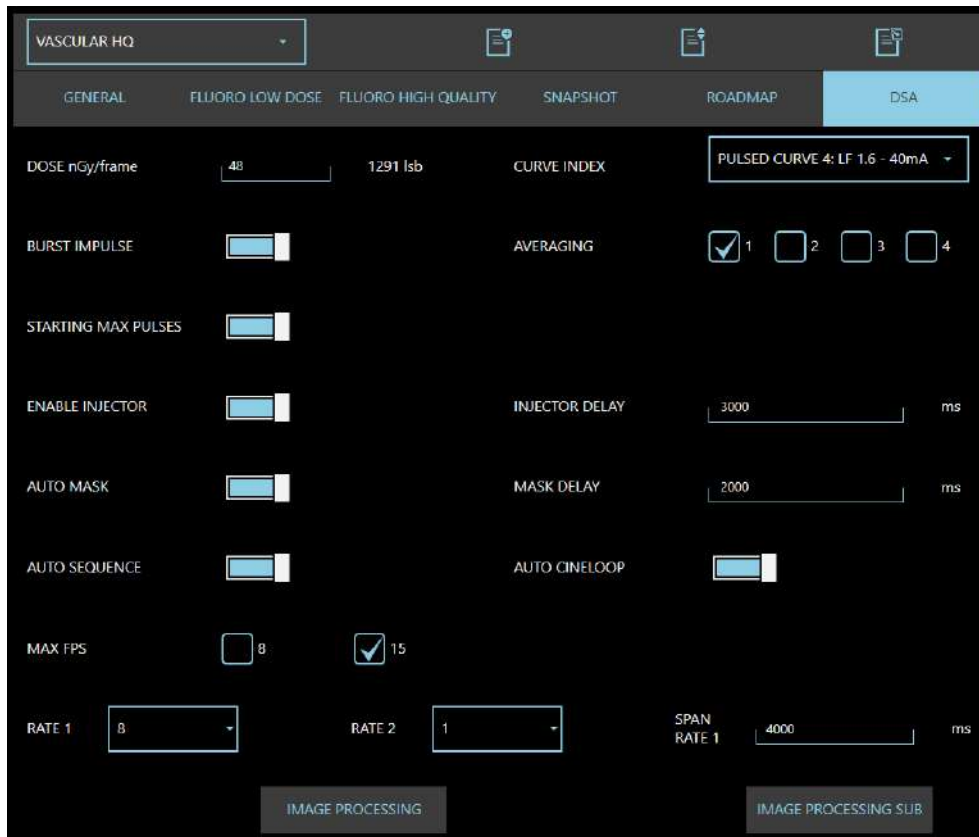 VASCULAR HQ
GENERAL FLUORO LOW DOSE FLUORO HIGH QUALITY SNAPSHOT ROADMAP DSA
DOSE nGy/frame 48 1291 lsb CURVE INDEX PULSED CURVE 4: LF 1.6 - 40mA
BURST IMPULSE AVERAGING 1 2 3 4
STARTING MAX PULSES
ENABLE INJECTOR INJECTOR DELAY 3000 ms
AUTO MASK MASK DELAY 2000 ms
AUTO SEQUENCE AUTO CINELOOP
MAX FPS 8 15
RATE 1 8 RATE 2 1 SPAN RATE 1 4000 ms
IMAGE PROCESSING IMAGE PROCESSING SUB